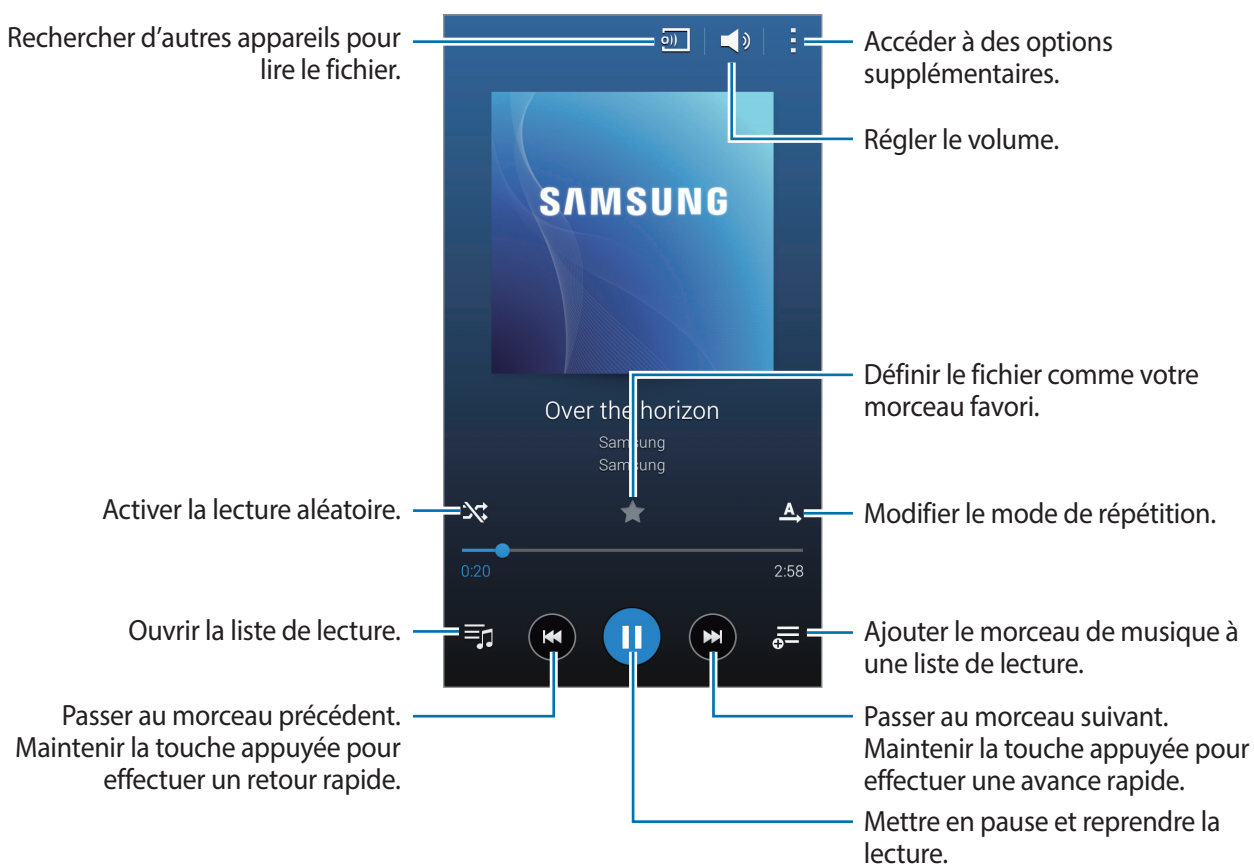 Rechercher d’autres appareils pour
lire le fichier.
Accéder à des options
supplémentaires.
Régler le volume.
SAMSUNG
Définir le fichier comme votre
morceau favori.
Over the horizon
Samsung
Samsung
Activer la lecture aléatoire.
A
Modifier le mode de répétition.
0:20
2:58
Ouvrir la liste de lecture.
Ajouter le morceau de musique à
une liste de lecture.
Passer au morceau précédent.
Maintenir la touche appuyée pour
effectuer un retour rapide.
Passer au morceau suivant.
Maintenir la touche appuyée pour
effectuer une avance rapide.
Mettre en pause et reprendre la
lecture.